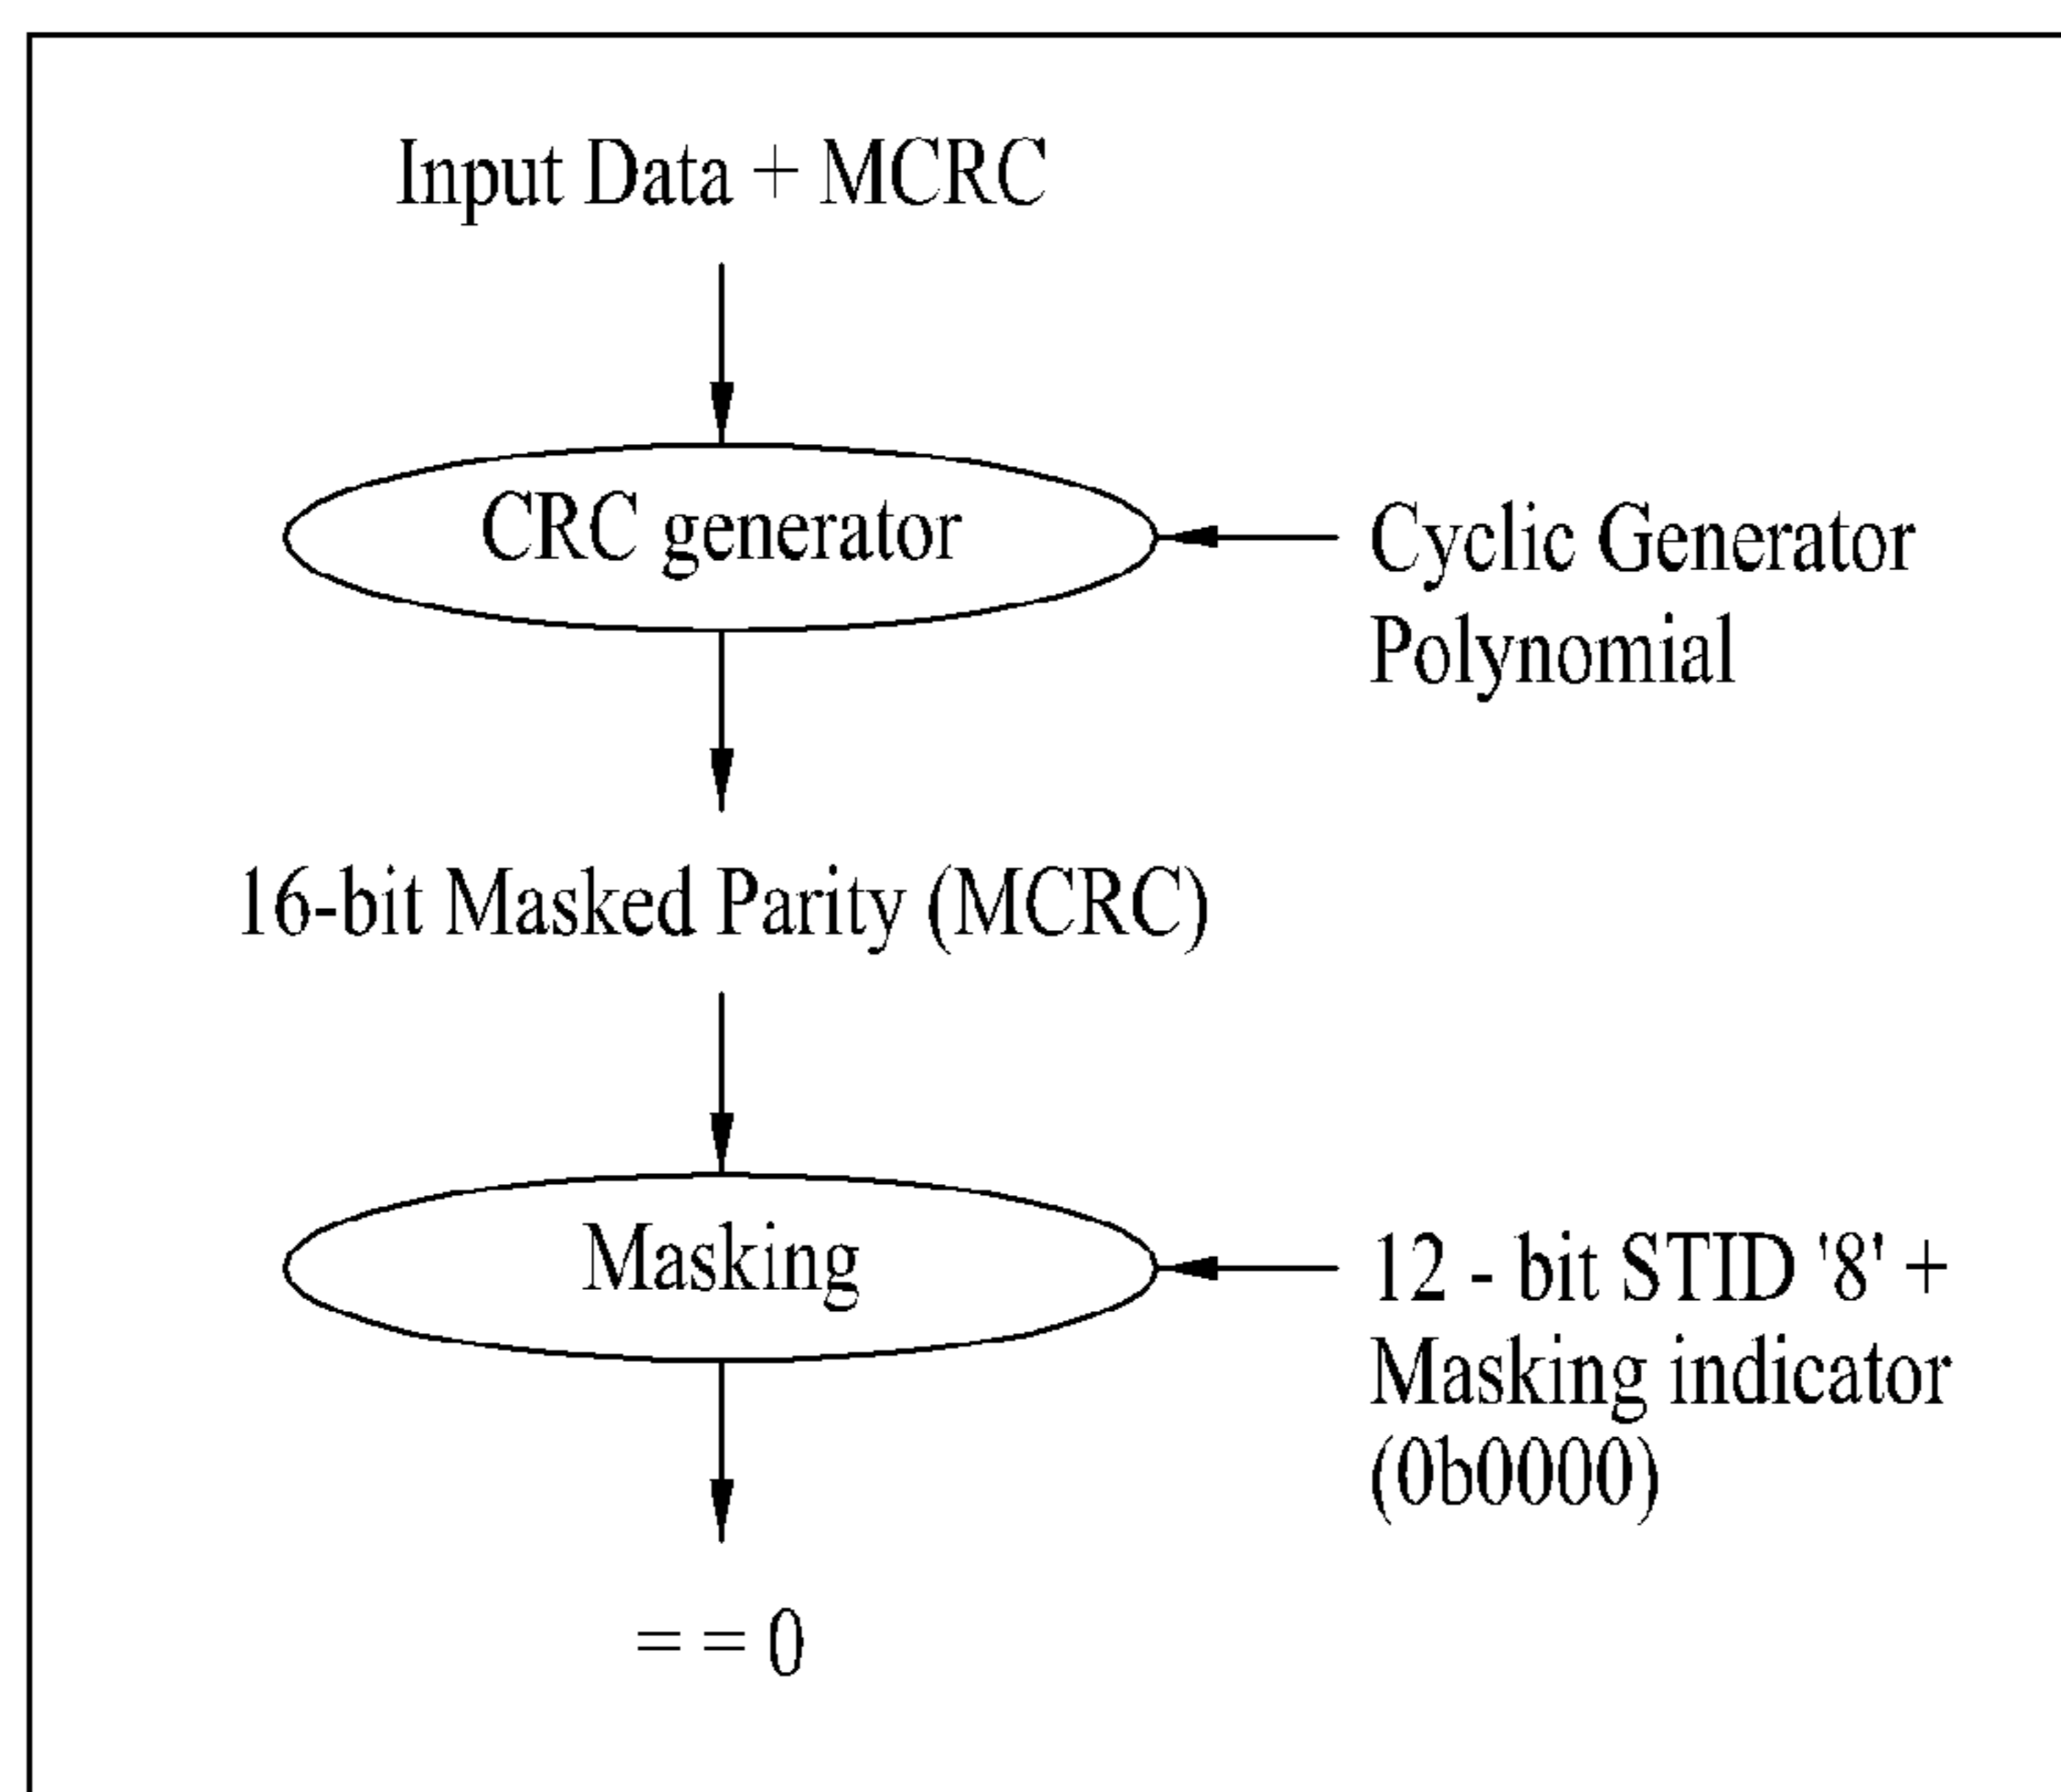 Input Data + MCRC
CRC generator
Cyclic Generator
Polynomial
16-bit Masked Parity (MCRC)
Masking
12 - bit STID '8' +
Masking indicator
(0b0000)
= = 0